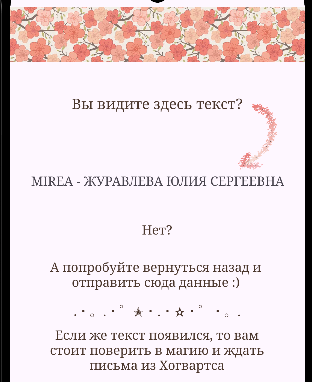 Вы видите здесь текст?
MIREA - ЖУРАВЛЕВА ЮЛИЯ СЕРГЕЕВНА
Нет?
А попробуйте вернуться назад и
отправить сюда данные :)
Если же текст появился, то вам
стоит поверить в магию и ждать
письма из Хогвартса